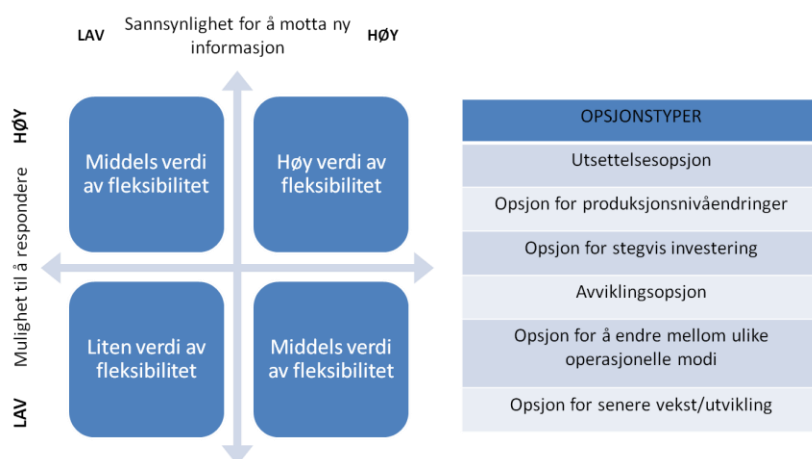 Sannsynlighet for å motta ny
informasjon
LAV
HØY
HØY
Mulighet til å respondere
LAV
Middels verdi
av fleksibilitet
Høy verdi av
fleksibilitet
Liten verdi av
fleksibilitet
Middels verdi
av fleksibilitet
OPSJONSTYPER
Utsettelsesopsjon
Opsjon for produksjonsnivåendringer
Opsjon for stegvis investering
Avviklingsopsjon
Opsjon for å endre mellom ulike
operasjonelle modi
Opsjon for senere vekst/utvikling